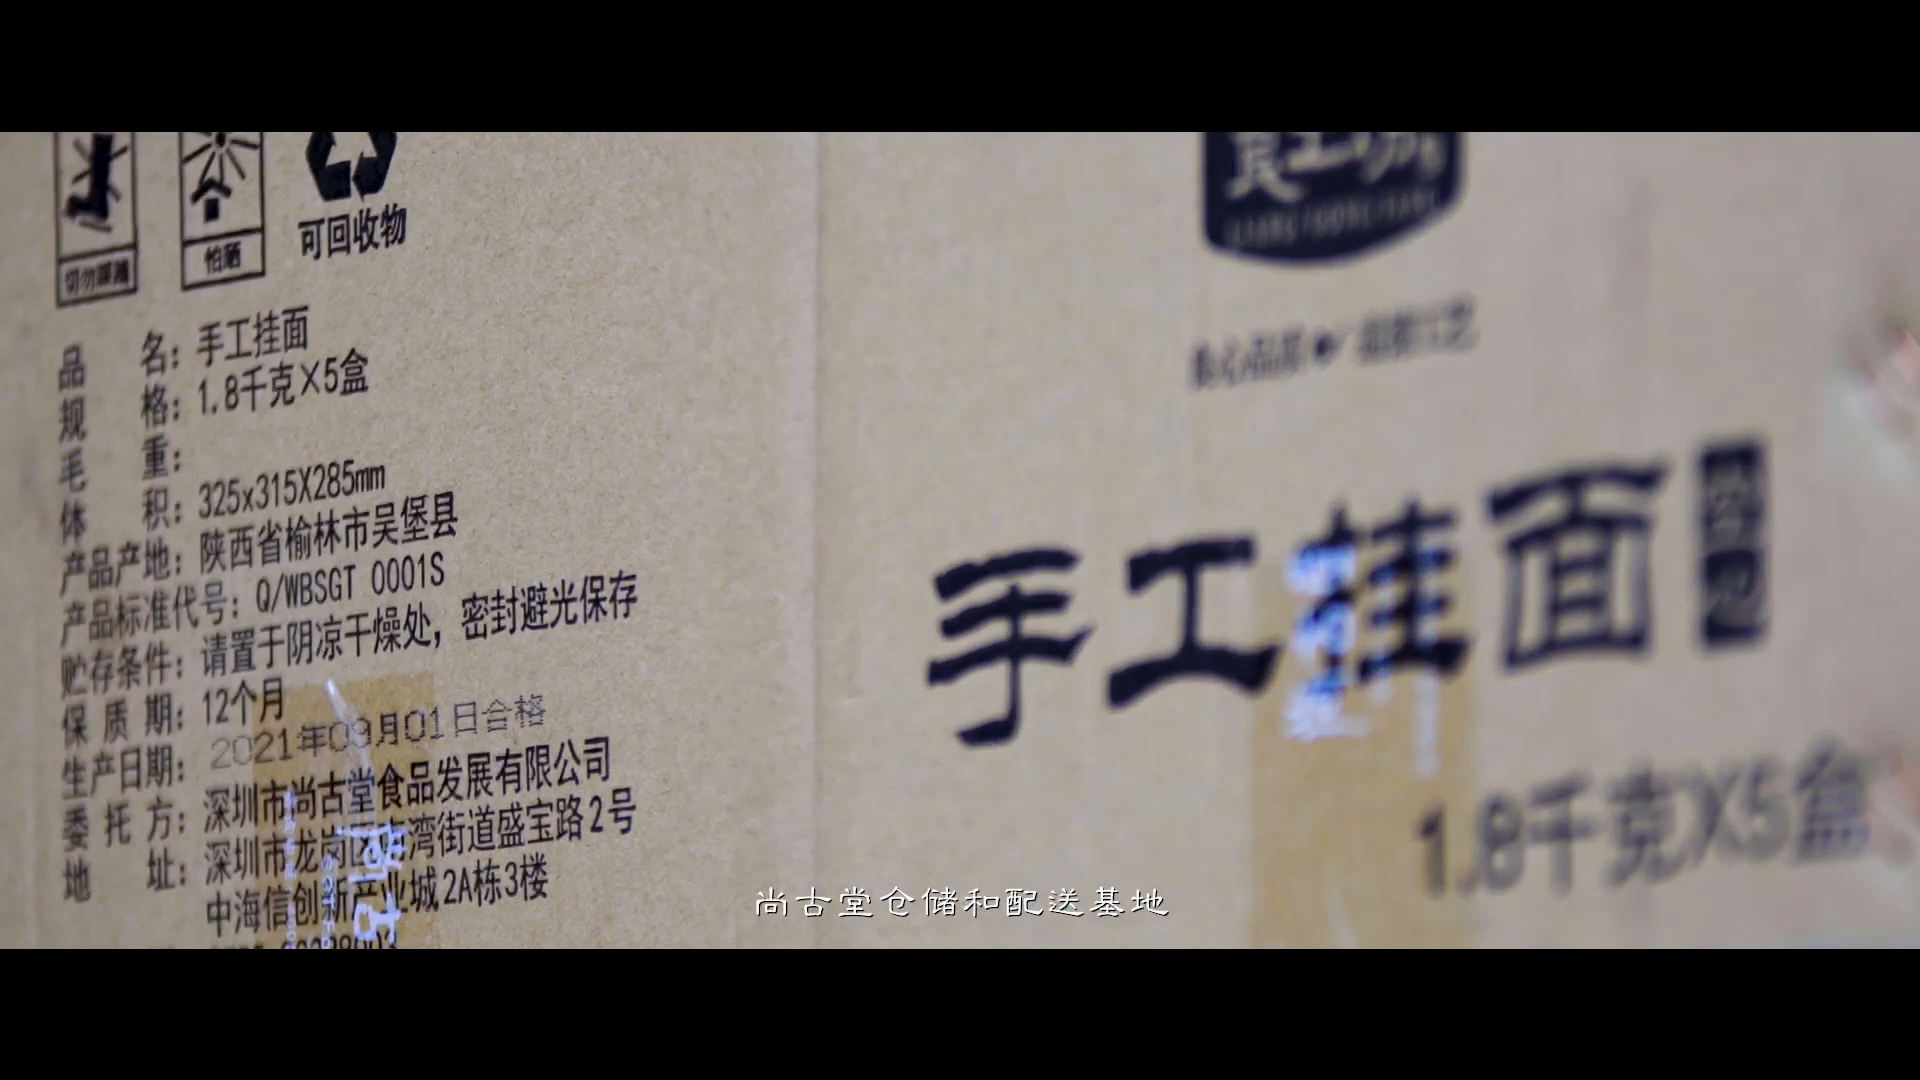 怕晒
可回收物
品 名：手工挂面
规 格：1.8千克X5盒
毛 重：
体 积：325x315X285mm
产品产地：陕西省榆林市吴堡县
产品标准代号：Q/WBSGT 0001S
贮存条件：请置于阴凉干燥处，密封避光保存
保 质 期：12个月
生产日期：2021年09月01日合格
委 托 方：深圳市尚古堂食品发展有限公司
地 址：深圳市龙岗区南湾街道盛宝路2号
中海信创新产业城2A栋3楼
手工挂面
1.8千克X5盒
尚古堂仓储和配送基地